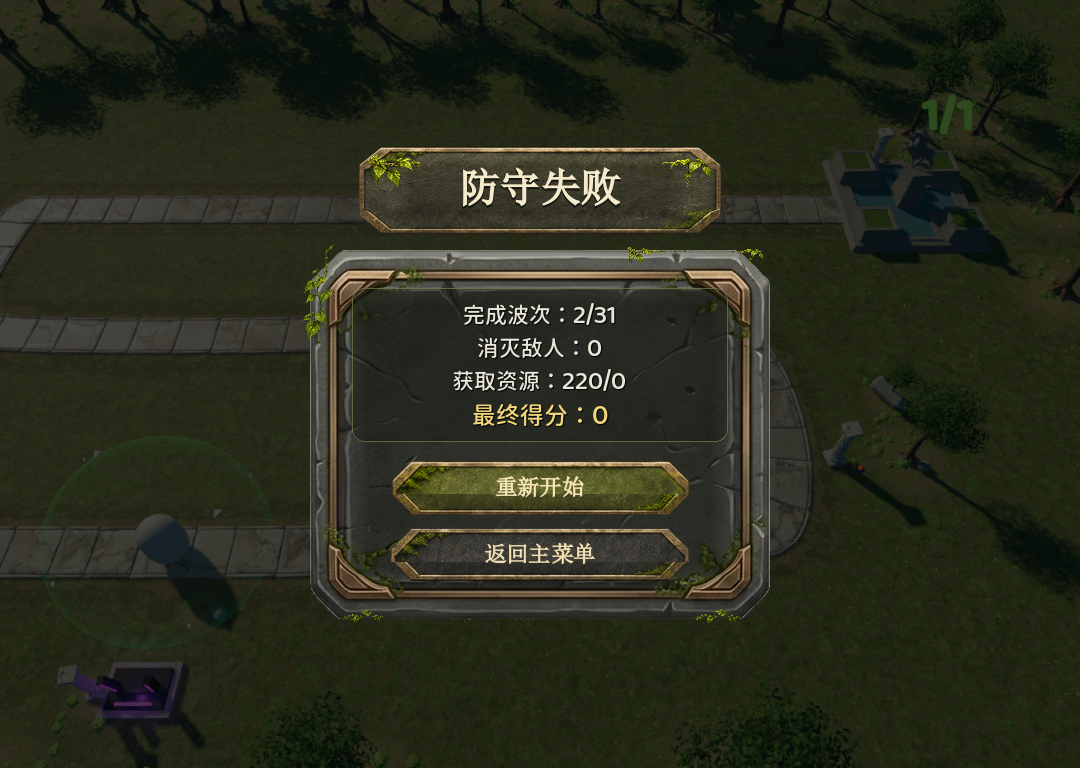 1/1
防守失败
完成波次：2/31
消灭敌人：0
获取资源：220/0
最终得分：0
重新开始
返回主菜单